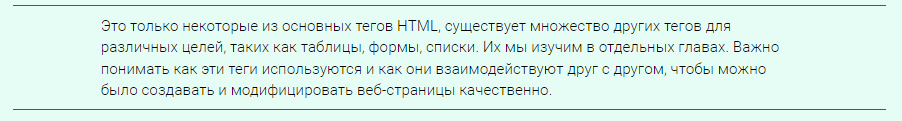 Это только некоторые из основных тегов HTML, существует множество других тегов для
различных целей, таких как таблицы, формы, списки. Их мы изучим в отдельных главах. Важно
понимать как эти теги используются и как они взаимодействуют друг с другом, чтобы можно
было создавать и модифицировать веб-страницы качественно.